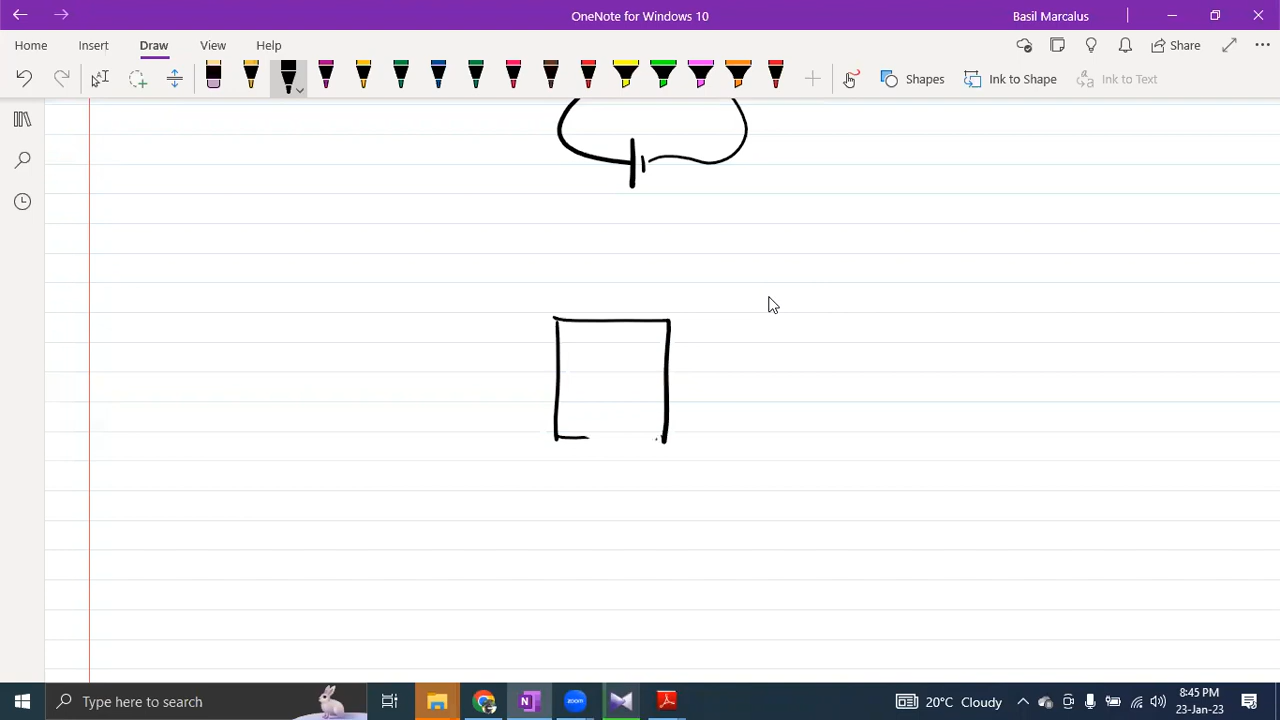 OneNote for Windows 10
Basil Marcalus
Home Insert Draw View Help
Share
Shapes
Ink to Shape
Ink to Text
Type here to search
zoom
20°C Cloudy
8:45 PM
23-Jan-23